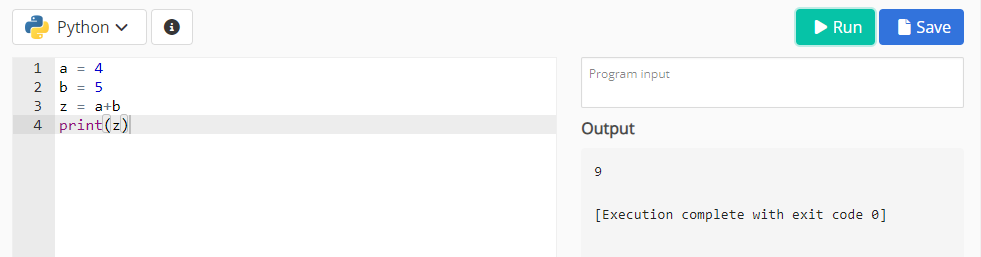 Python
Run
Save
1 a = 4
2 b = 5
3 z = a+b
4 print(z)
Program input
Output
9
[Execution complete with exit code 0]